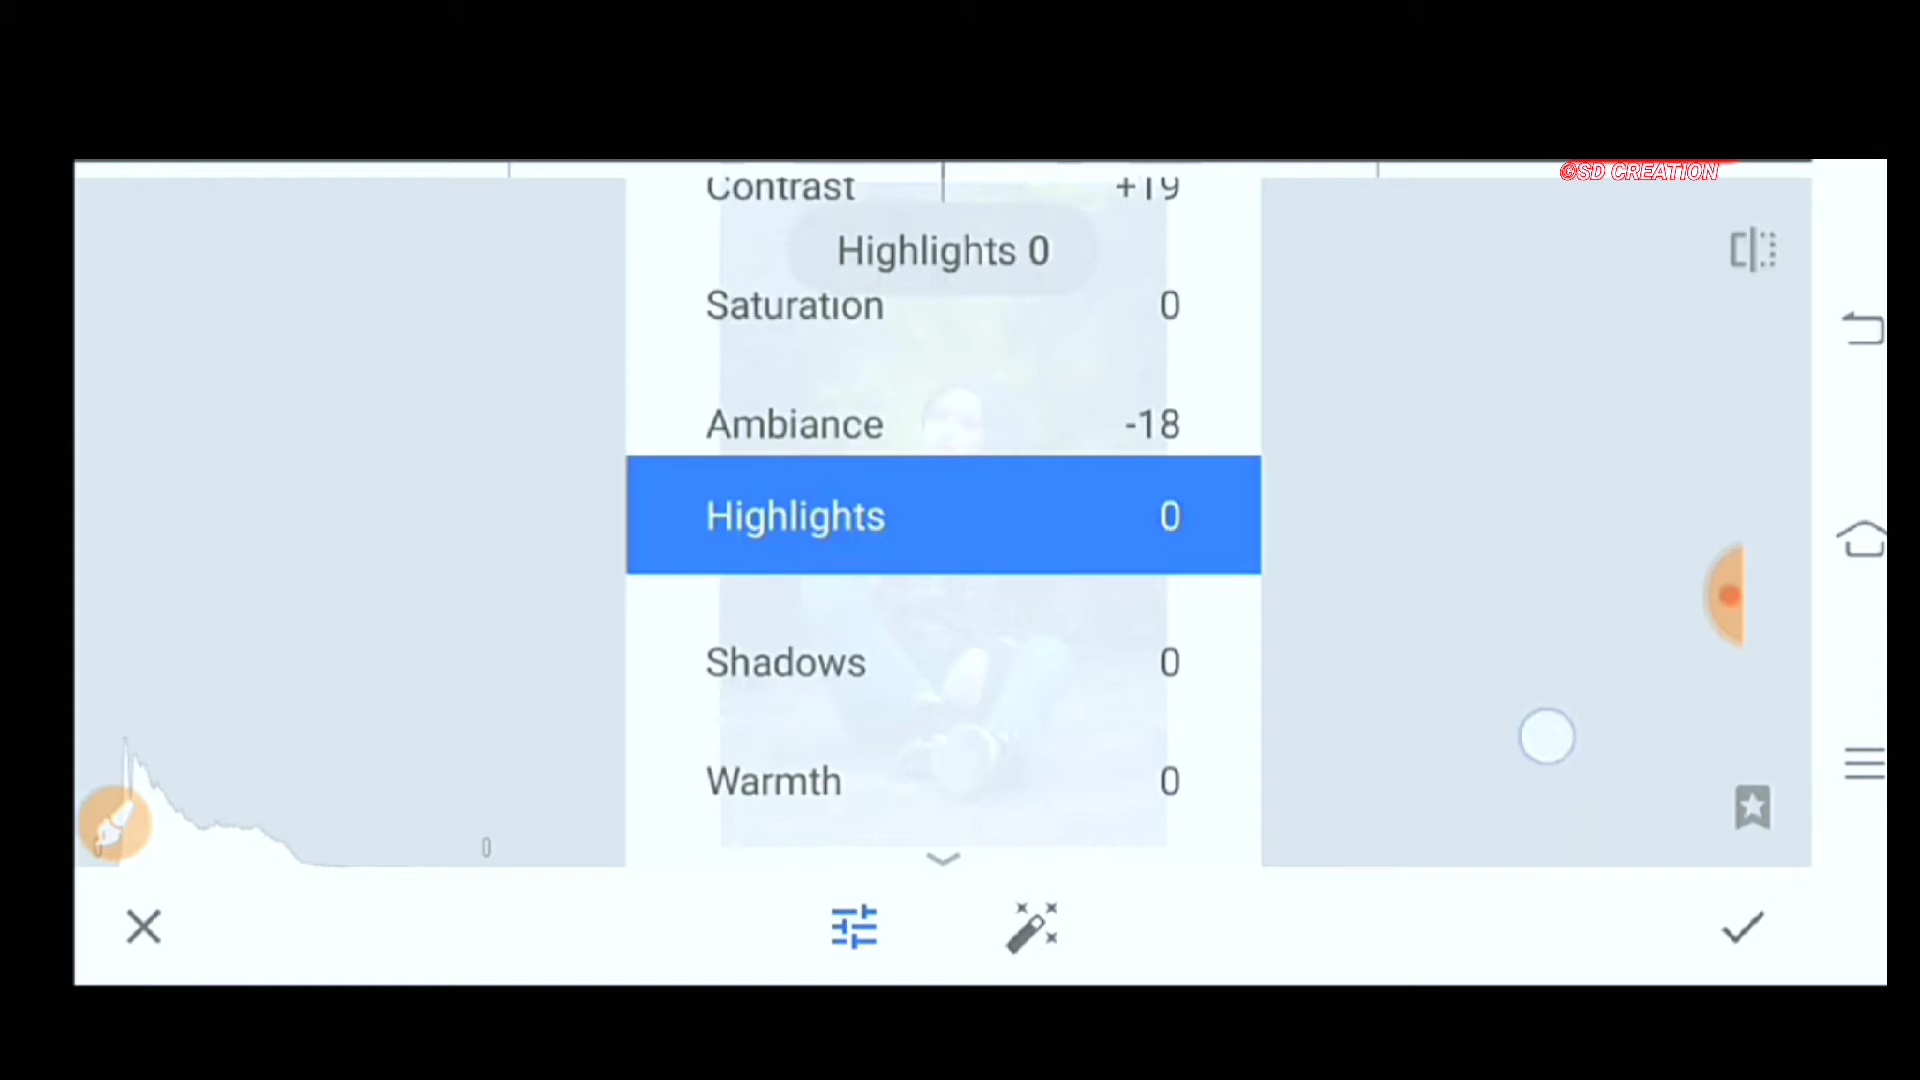 ©SD CREATION
Contrast +19
Highlights 0
Saturation 0
Ambiance -18
Highlights 0
Shadows 0
Warmth 0
0